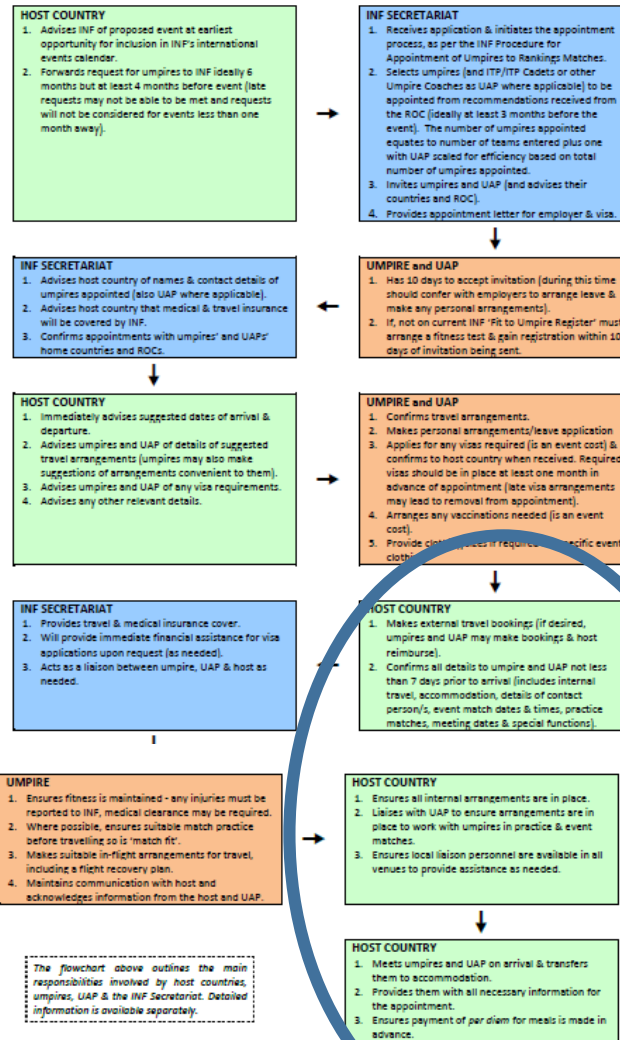 HOST COUNTRY
1. Advises INF of proposed event at earliest
opportunity for inclusion in INF's international
events calendar.
2. Forwards request for umpires to INF ideally 6
months but at least 4 months before event (late
requests may not be able to be met and requests
will not be considered for events less than one
month away).
INF SECRETARIAT
1. Receives application & initiates the appointment
process, as per the INF Procedure for
Appointment of Umpires to Rankings Matches.
2. Selects umpires (and ITP/ITP Cadets or other
Umpire Coaches as UAP where applicable) to be
appointed from recommendations received from
the ROC (ideally at least 3 months before the
event). The number of umpires appointed
equates to number of teams entered plus one
with UAP scaled for efficiency based on total
number of umpires appointed.
3. Invites umpires and UAP (and advises their
countries and ROC).
4. Provides appointment letter for employer & visa.
INF SECRETARIAT
1. Advises host country of names & contact details of
umpires appointed (also UAP where applicable).
2. Advises host country that medical & travel insurance
will be covered by INF.
3. Confirms appointments with umpires' and UAPs'
home countries and ROCs.
UMPIRE and UAP
1. Has 10 days to accept invitation (during this time
should confer with employers to arrange leave &
make any personal arrangements).
2. If, not on current INF 'Fit to Umpire Register' must
arrange a fitness test & gain registration within 10
days of invitation being sent.
HOST COUNTRY
1. Immediately advises suggested dates of arrival &
departure.
2. Advises umpires and UAP of details of suggested
travel arrangements (umpires may also make
suggestions of arrangements convenient to them).
3. Advises umpires and UAP of any visa requirements.
4. Advises any other relevant details.
UMPIRE and UAP
1. Confirms travel arrangements.
2. Makes personal arrangements/leave application
3. Applies for any visas required (is an event cost) &
confirms to host country when received. Required
visas should be in place at least one month in
advance of appointment (late visa arrangements
may lead to removal from appointment).
4. Arranges any vaccinations needed (is an event
cost).
5. Provide if required specific event
INF SECRETARIAT
1. Provides travel & medical insurance cover.
2. Will provide immediate financial assistance for visa
applications upon request (as needed).
3. Acts as a liaison between umpire, UAP & host as
needed.
HOST COUNTRY
1. Makes external travel bookings (if desired,
umpires and UAP may make bookings & host
reimburse).
2. Confirms all details to umpire and UAP not less
than 7 days prior to arrival (includes internal
travel, accommodation, details of contact
person/s, event match dates & times, practice
matches, meeting dates & special functions).
UMPIRE
1. Ensures fitness is maintained - any injuries must be
reported to INF, medical clearance may be required.
2. Where possible, ensures suitable match practice
before travelling so is 'match fit'.
3. Makes suitable in-flight arrangements for travel,
including a flight recovery plan.
4. Maintains communication with host and
acknowledges information from the host and UAP.
HOST COUNTRY
1. Ensures all internal arrangements are in place.
2. Liaises with UAP to ensure arrangements are in
place to work with umpires in practice & event
matches.
3. Ensures local liaison personnel are available in all
venues to provide assistance as needed.
The flowchart above outlines the main
responsibilities involved by host countries,
umpires, UAP & the INF Secretariat. Detailed
information is available separately.
HOST COUNTRY
1. Meets umpires and UAP on arrival & transfers
them to accommodation.
2. Provides them with all necessary information for
the appointment.
3. Ensures payment of per diem for meals is made in
advance.